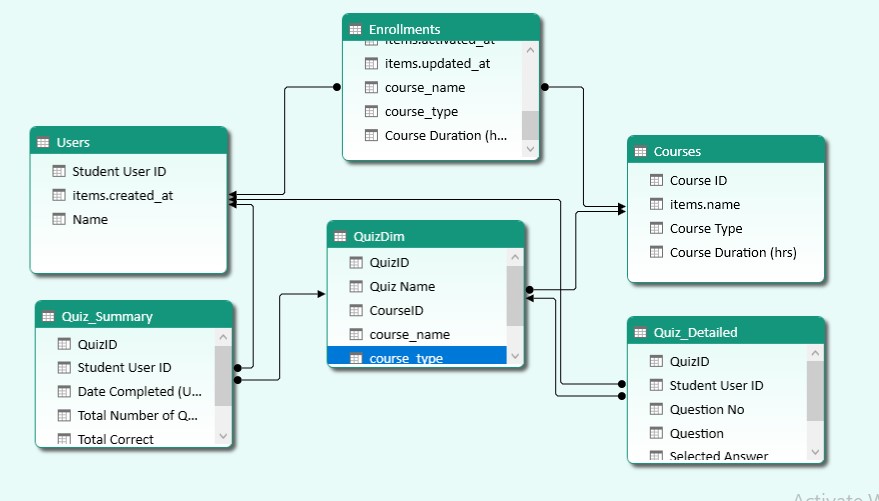 Enrollments
items.activated_at
items.updated_at
course_name
course_type
Course Duration (h...
Users
Student User ID
items.created_at
Name
Courses
Course ID
items.name
Course Type
Course Duration (hrs)
QuizDim
QuizID
Quiz Name
CourseID
course_name
course_type
Quiz_Summary
QuizID
Student User ID
Date Completed (U...
Total Number of Q...
Total Correct
Quiz_Detailed
QuizID
Student User ID
Question No
Question
Selected Answer
Activate W